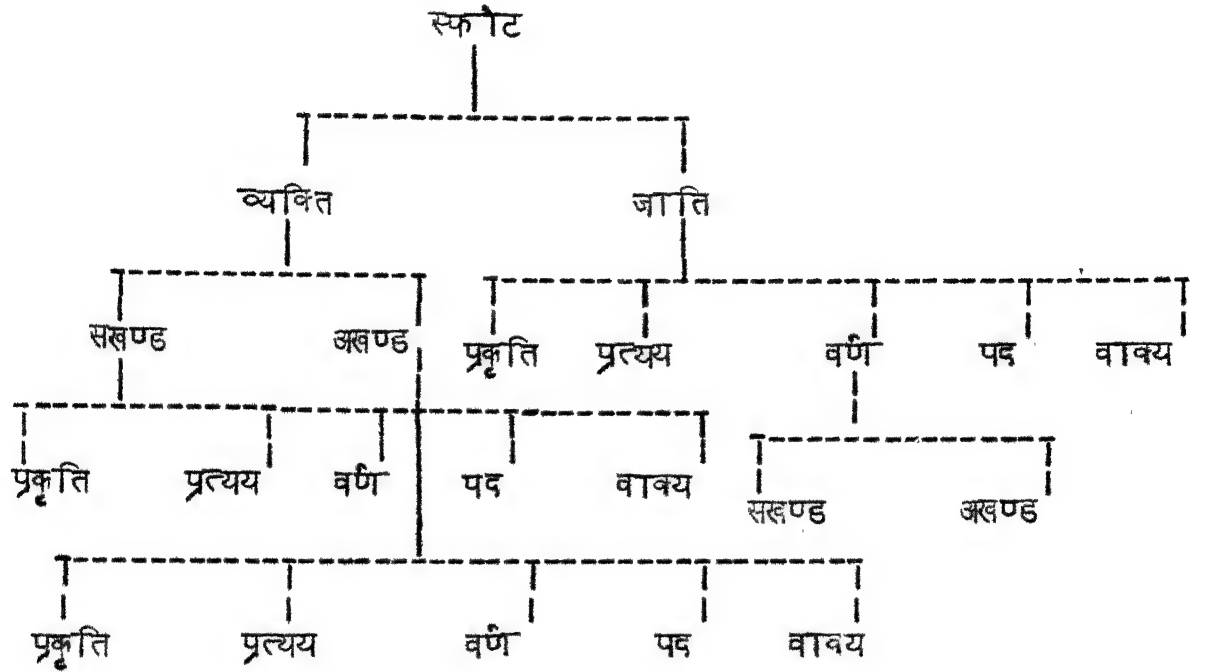 स्फोट
व्यक्ति जाति
सखण्ड अखण्ड प्रकृति प्रत्यय वर्ण पद वाक्य
प्रकृति प्रत्यय वर्ण पद वाक्य
सखण्ड अखण्ड
प्रकृति प्रत्यय वर्ण पद वाक्य